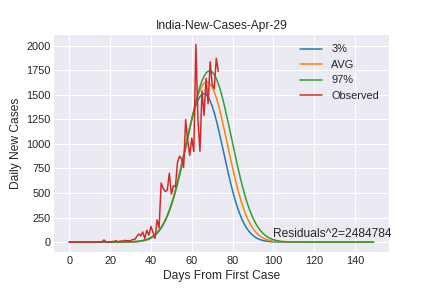 India-New-Cases-Apr-29
Daily New Cases
2000
1750
1500
1250
1000
750
500
250
0
3%
AVG
97%
Observed
Residuals^2=2484784
0 20 40 60 80 100 120 140
Days From First Case